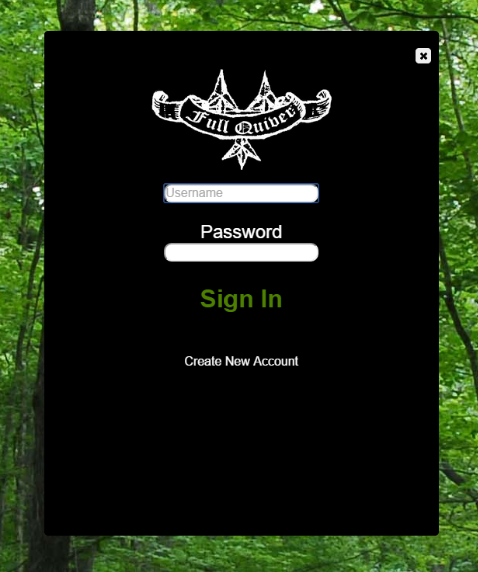 Full Quiver
Username
Password
Sign In
Create New Account